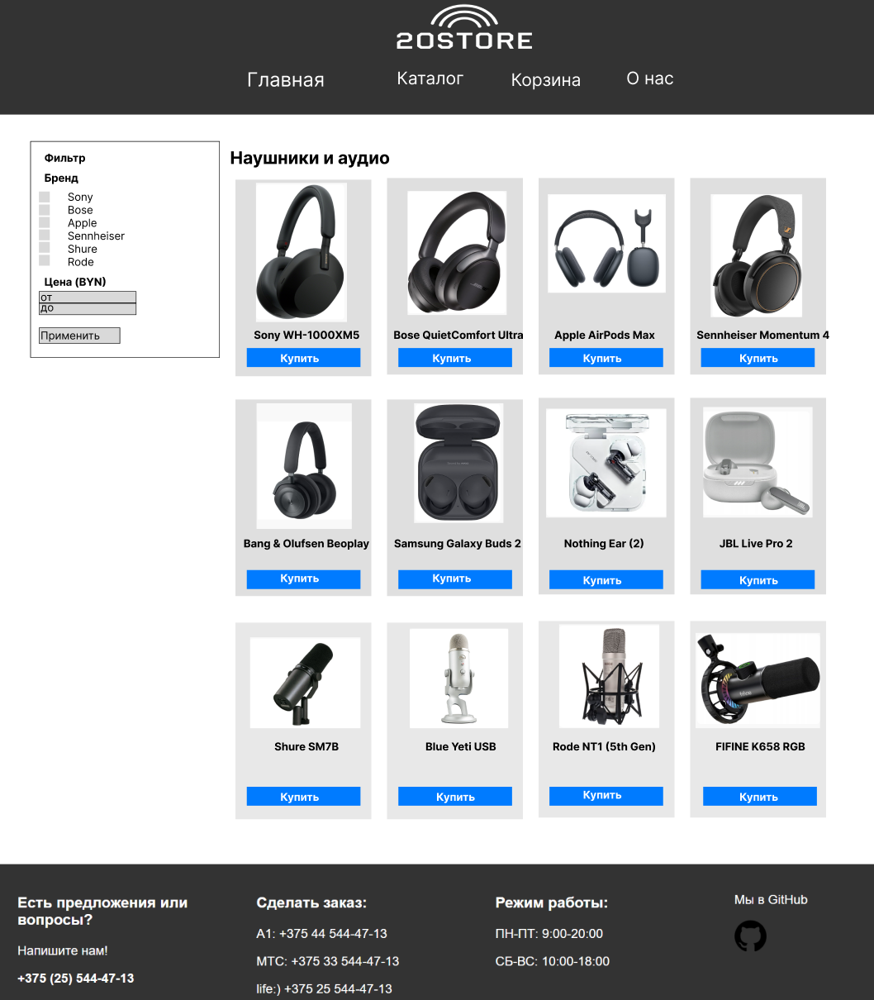 2OSTORE
Главная
Каталог
Корзина
О нас
Фильтр
Бренд
Sony
Bose
Apple
Sennheiser
Shure
Rode
Цена (BYN)
от
до
Применить
Наушники и аудио
Sony WH-1000XM5
Bose QuietComfort Ultra
Apple AirPods Max
Sennheiser Momentum 4
Купить
Купить
Купить
Купить
Bang & Olufsen Beoplay
Samsung Galaxy Buds 2
Nothing Ear (2)
JBL Live Pro 2
Купить
Купить
Купить
Купить
Shure SM7B
Blue Yeti USB
Rode NT1 (5th Gen)
FIFINE K658 RGB
Купить
Купить
Купить
Купить
Есть предложения или
вопросы?
Напишите нам!
+375 (25) 544-47-13
Сделать заказ:
А1: +375 44 544-47-13
МТС: +375 33 544-47-13
life:) +375 25 544-47-13
Режим работы:
ПН-ПТ: 9:00-20:00
СБ-ВС: 10:00-18:00
Мы в GitHub